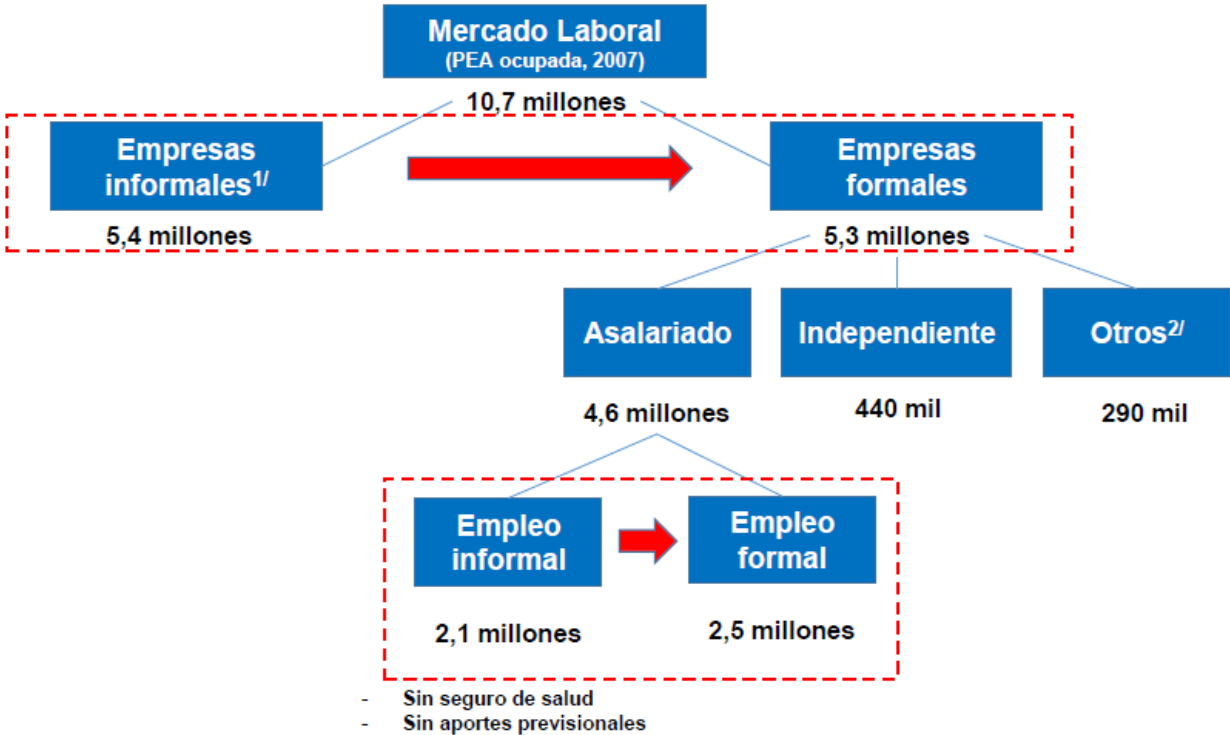 Mercado Laboral
(PEA ocupada, 2007)
10,7 millones
Empresas
informales1/
5,4 millones
Empresas
formales
5,3 millones
Asalariado
4,6 millones
Independiente
440 mil
Otros2/
290 mil
Empleo
informal
2,1 millones
Empleo
formal
2,5 millones
- Sin seguro de salud
- Sin aportes previsionales